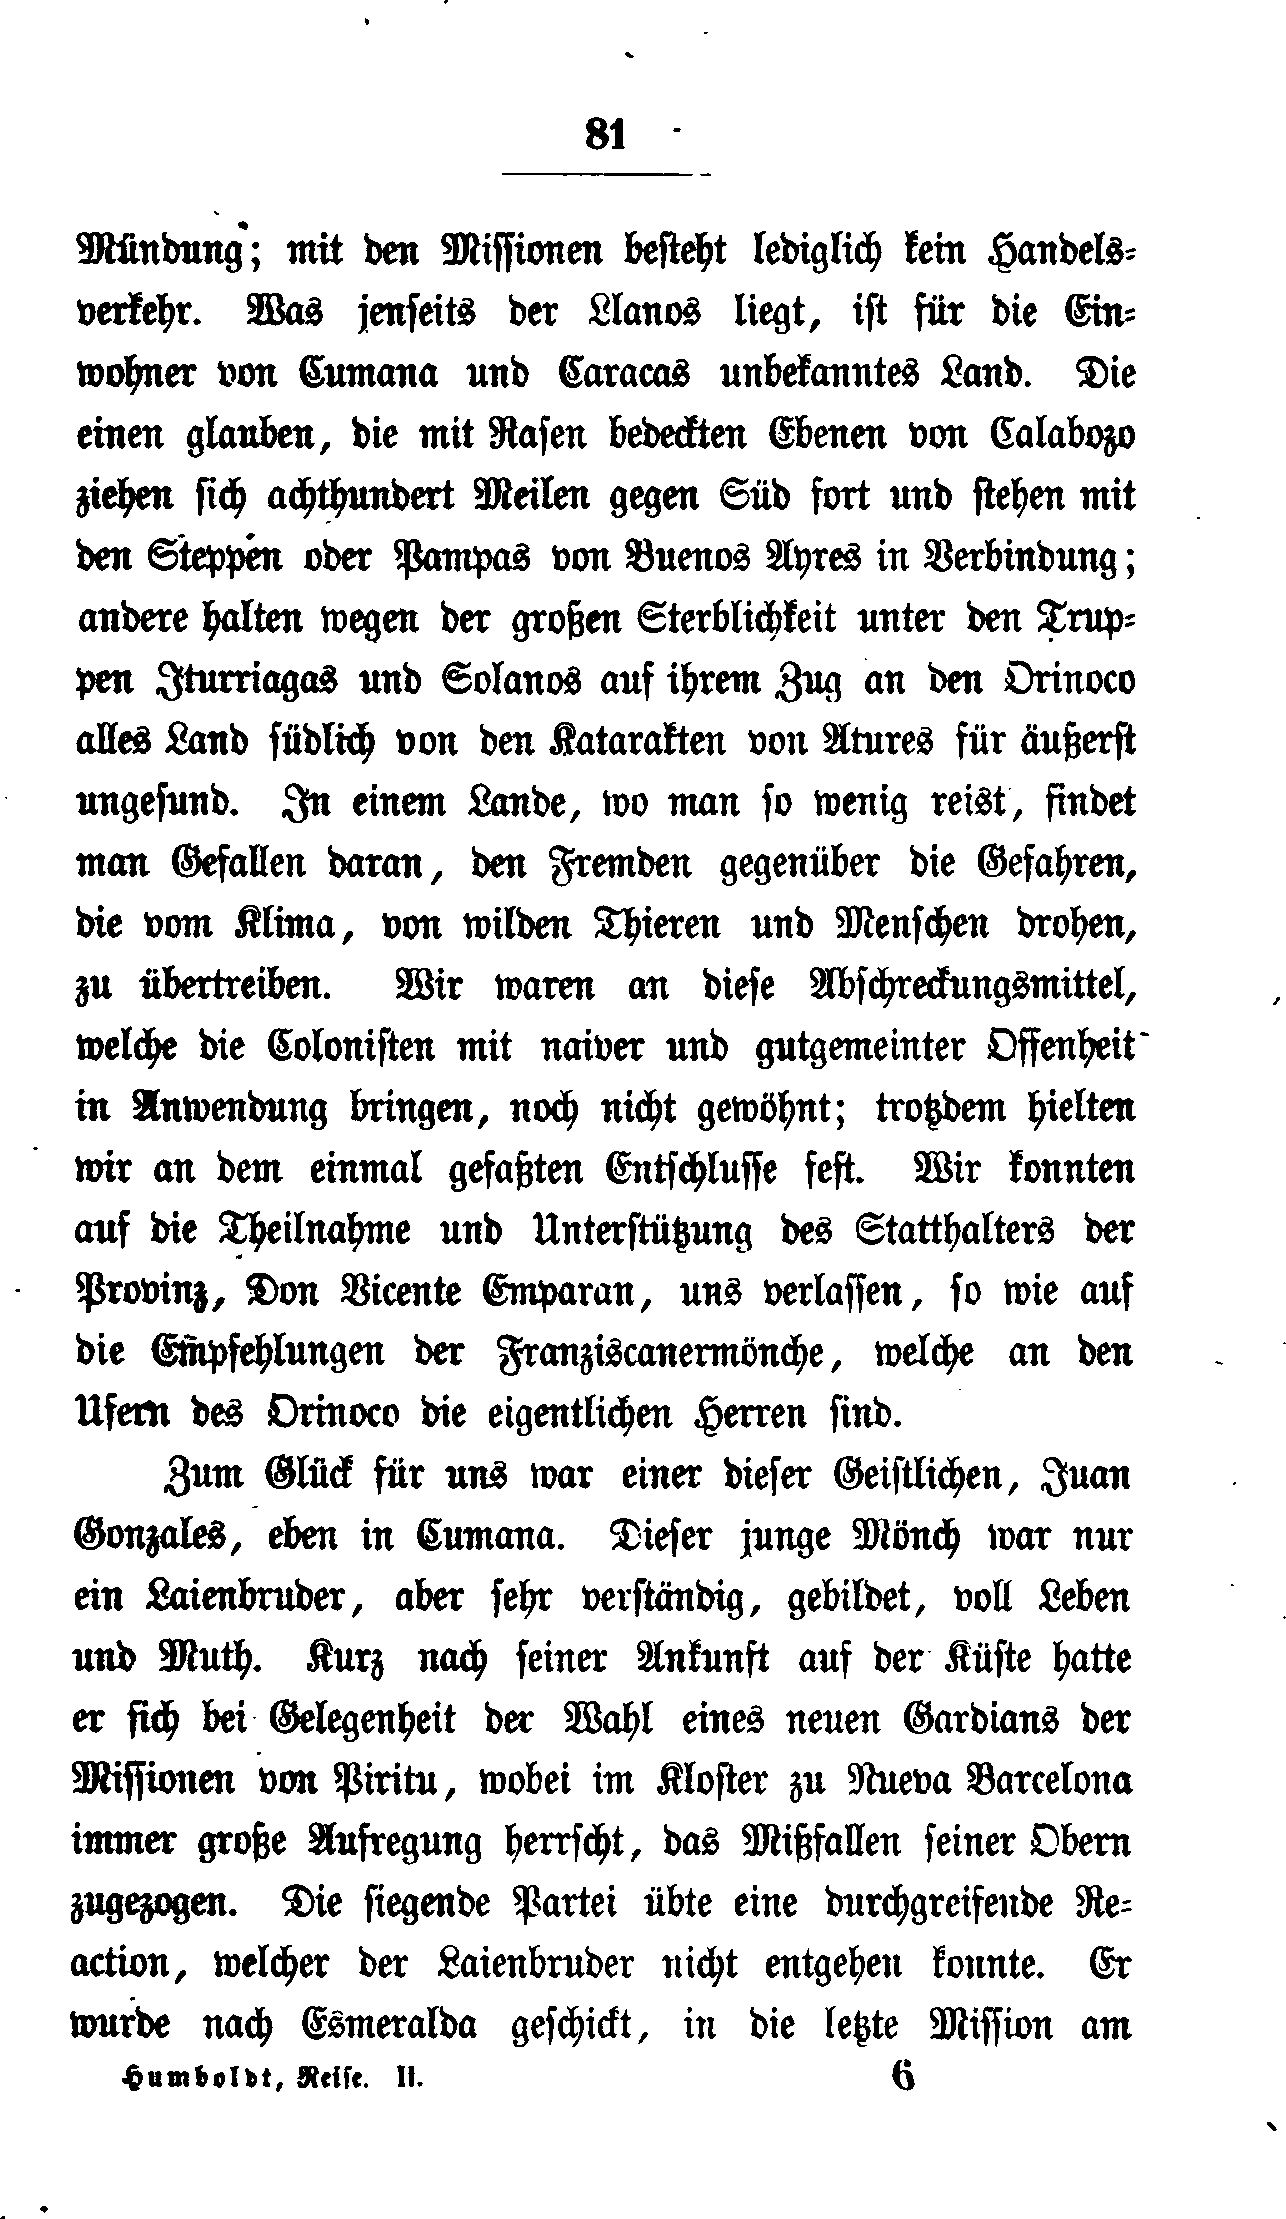 81
Mündung; mit den Missionen besteht lediglich kein Handels-
verkehr. Was jenseits der Llanos liegt, ist für die Ein-
wohner von Cumana und Caracas unbekanntes Land. Die
einen glauben, die mit Rasen bedeckten Ebenen von Calabozo
ziehen sich achthundert Meilen gegen Süd fort und stehen mit
den Steppen oder Pampas von Buenos Ayres in Verbindung;
andere halten wegen der großen Sterblichkeit unter den Trup-
pen Iturriagas und Solanos auf ihrem Zug an den Orinoco
alles Land südlich von den Katarakten von Atures für äußerst
ungesund. In einem Lande, wo man so wenig reist, findet
man Gefallen daran, den Fremden gegenüber die Gefahren,
die vom Klima, von wilden Thieren und Menschen drohen,
zu übertreiben. Wir waren an diese Abschreckungsmittel,
welche die Colonisten mit naiver und gutgemeinter Offenheit
in Anwendung bringen, noch nicht gewöhnt; trotzdem hielten
wir an dem einmal gefaßten Entschlusse fest. Wir konnten
auf die Theilnahme und Unterstützung des Statthalters der
Provinz, Don Vicente Emparan, uns verlassen, so wie auf
die Empfehlungen der Franziscanermönche, welche an den
Ufern des Orinoco die eigentlichen Herren sind.
Zum Glück für uns war einer dieser Geistlichen, Juan
Gonzales, eben in Cumana. Dieser junge Mönch war nur
ein Laienbruder, aber sehr verständig, gebildet, voll Leben
und Muth. Kurz nach seiner Ankunft auf der Küste hatte
er sich bei Gelegenheit der Wahl eines neuen Gardians der
Missionen von Piritu, wobei im Kloster zu Nueva Barcelona
immer große Aufregung herrscht, das Mißfallen seiner Obern
zugezogen. Die siegende Partei übte eine durchgreifende Re-
action, welcher der Laienbruder nicht entgehen konnte. Er
wurde nach Esmeralda geschickt, in die letzte Mission am
Humboldt, Reise. II. 6